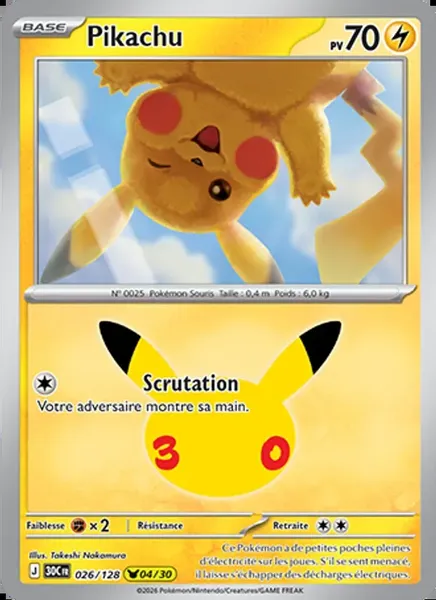 BASE
Pikachu
PV 70
N° 0025 Pokémon Souris Taille : 0,4 m Poids : 6,0 kg
Scrutation
Votre adversaire montre sa main.
3 0
Faiblesse × 2 Résistance Retraite
Illus. Takeshi Nakamura
J 30C FR 026/128 04/30
Ce Pokémon a de petites poches pleines
d'électricité sur les joues. S'il se sent menacé,
il laisse s'échapper des décharges électriques.
©2026 Pokémon/Nintendo/Creatures/GAME FREAK